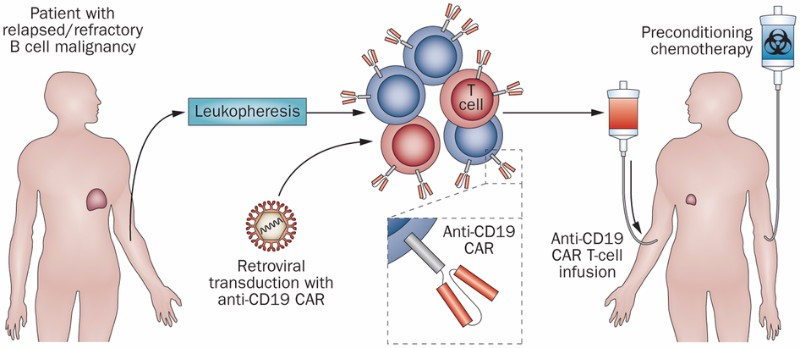 Patient with
relapsed/refractory
B cell malignancy
Leukopheresis
Retroviral
transduction with
anti-CD19 CAR
T
cell
Anti-CD19
CAR
Anti-CD19
CAR T-cell
infusion
Preconditioning
chemotherapy